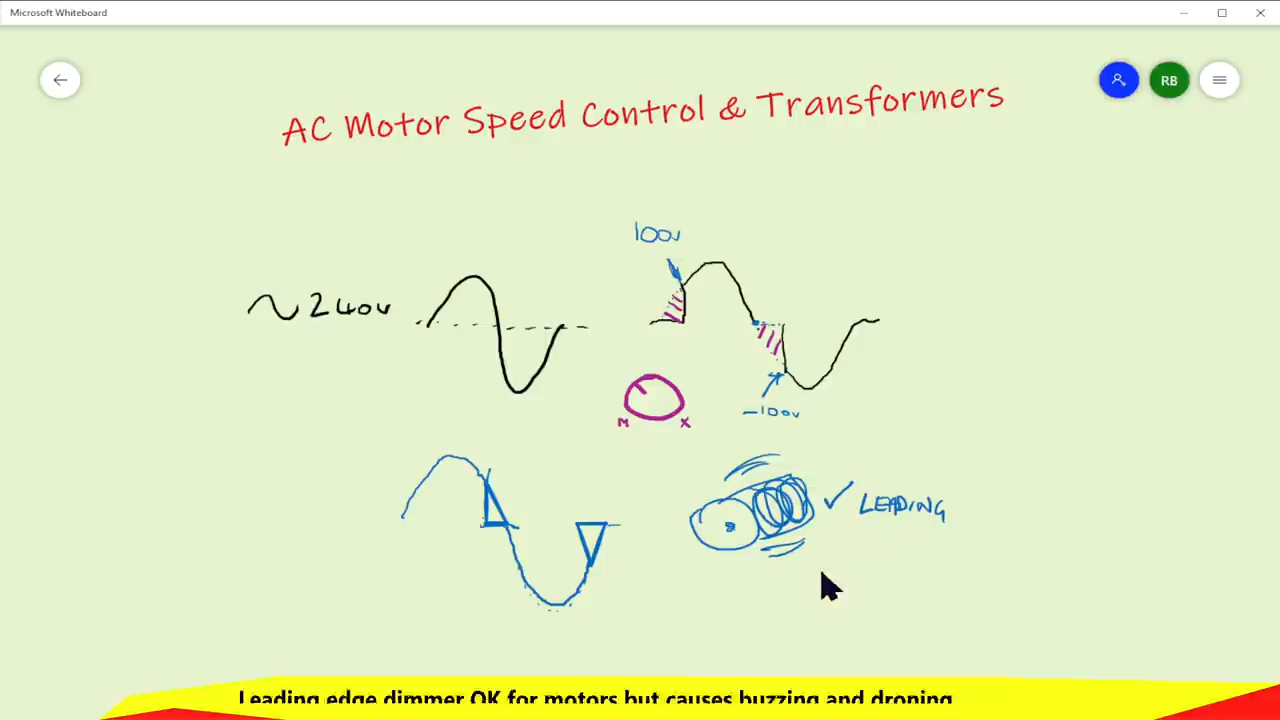 Microsoft Whiteboard
RB
AC Motor Speed Control & Transformers
100v
~240v
-100v
M X
✓ LEADING
Leading edge dimmer OK for motors but causes buzzing and droning